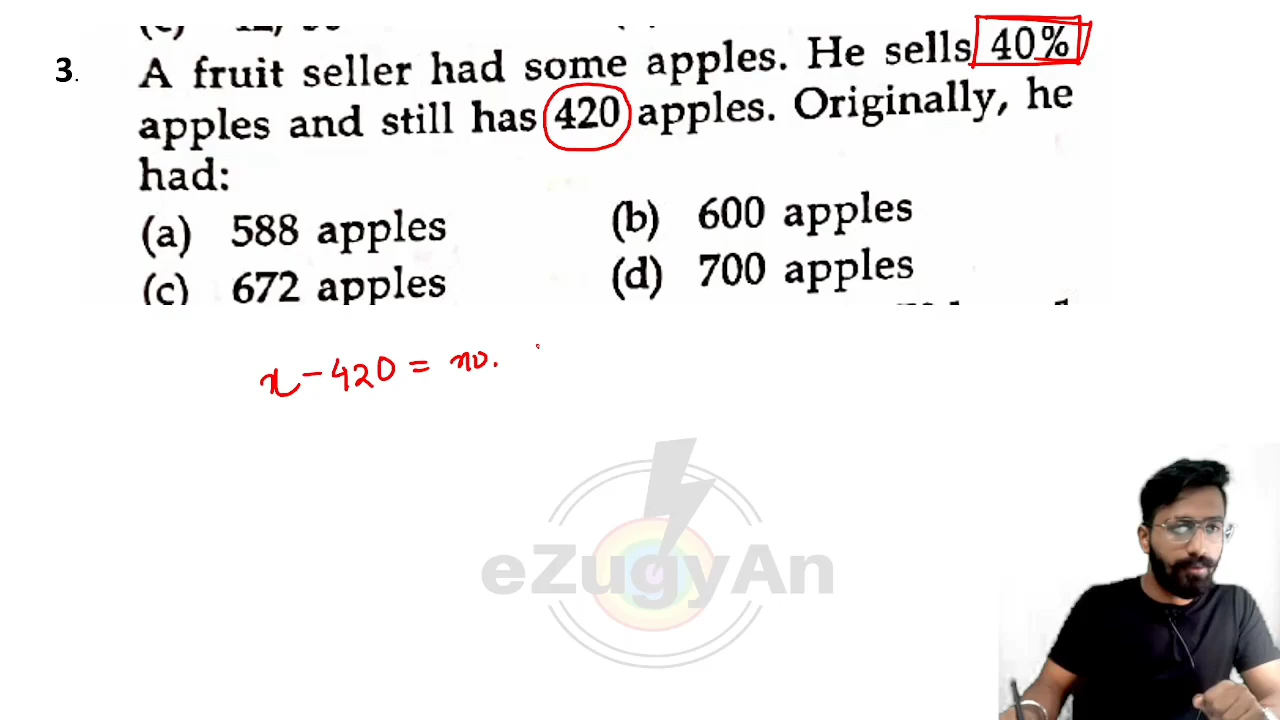 3.
A fruit seller had some apples. He sells 40%
apples and still has 420 apples. Originally, he
had:
(a) 588 apples
(b) 600 apples
(c) 672 apples
(d) 700 apples
x - 420 = no.
eZugyAn